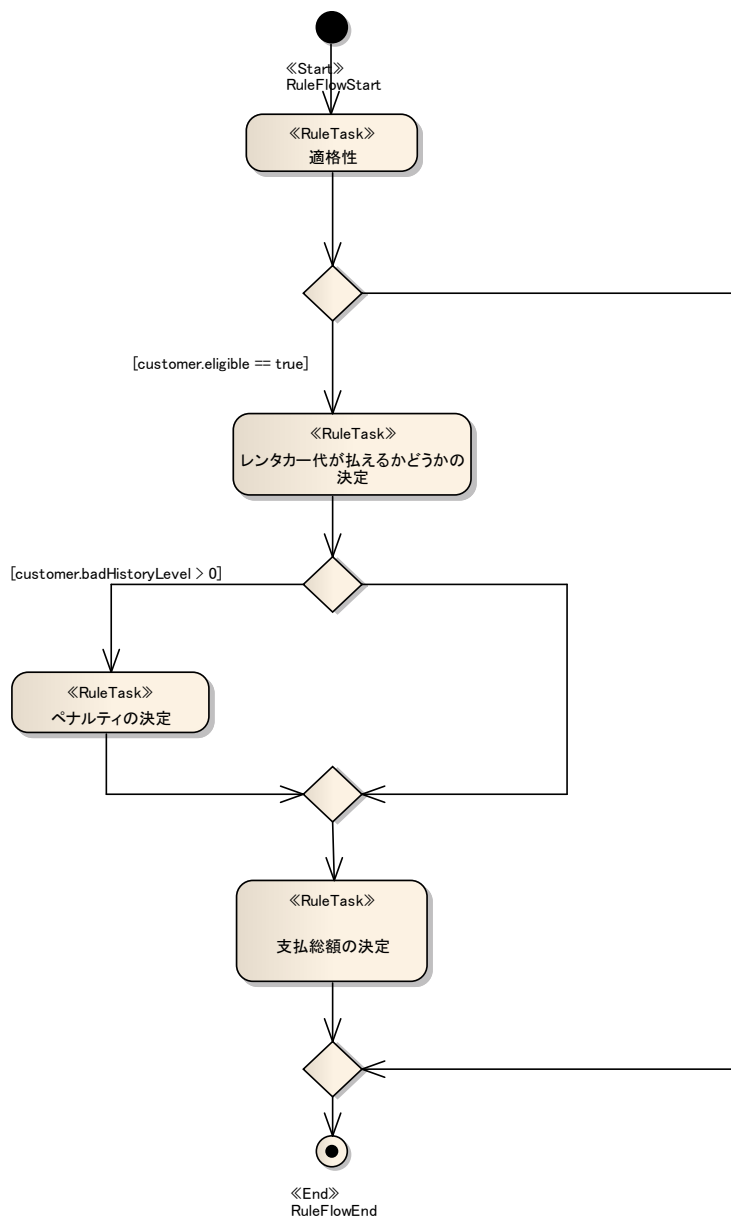 ≪Start≫
RuleFlowStart
≪RuleTask≫
適格性
[customer.eligible == true]
≪RuleTask≫
レンタカー代が払えるかどうかの
決定
[customer.badHistoryLevel > 0]
≪RuleTask≫
ペナルティの決定
≪RuleTask≫
支払総額の決定
≪End≫
RuleFlowEnd